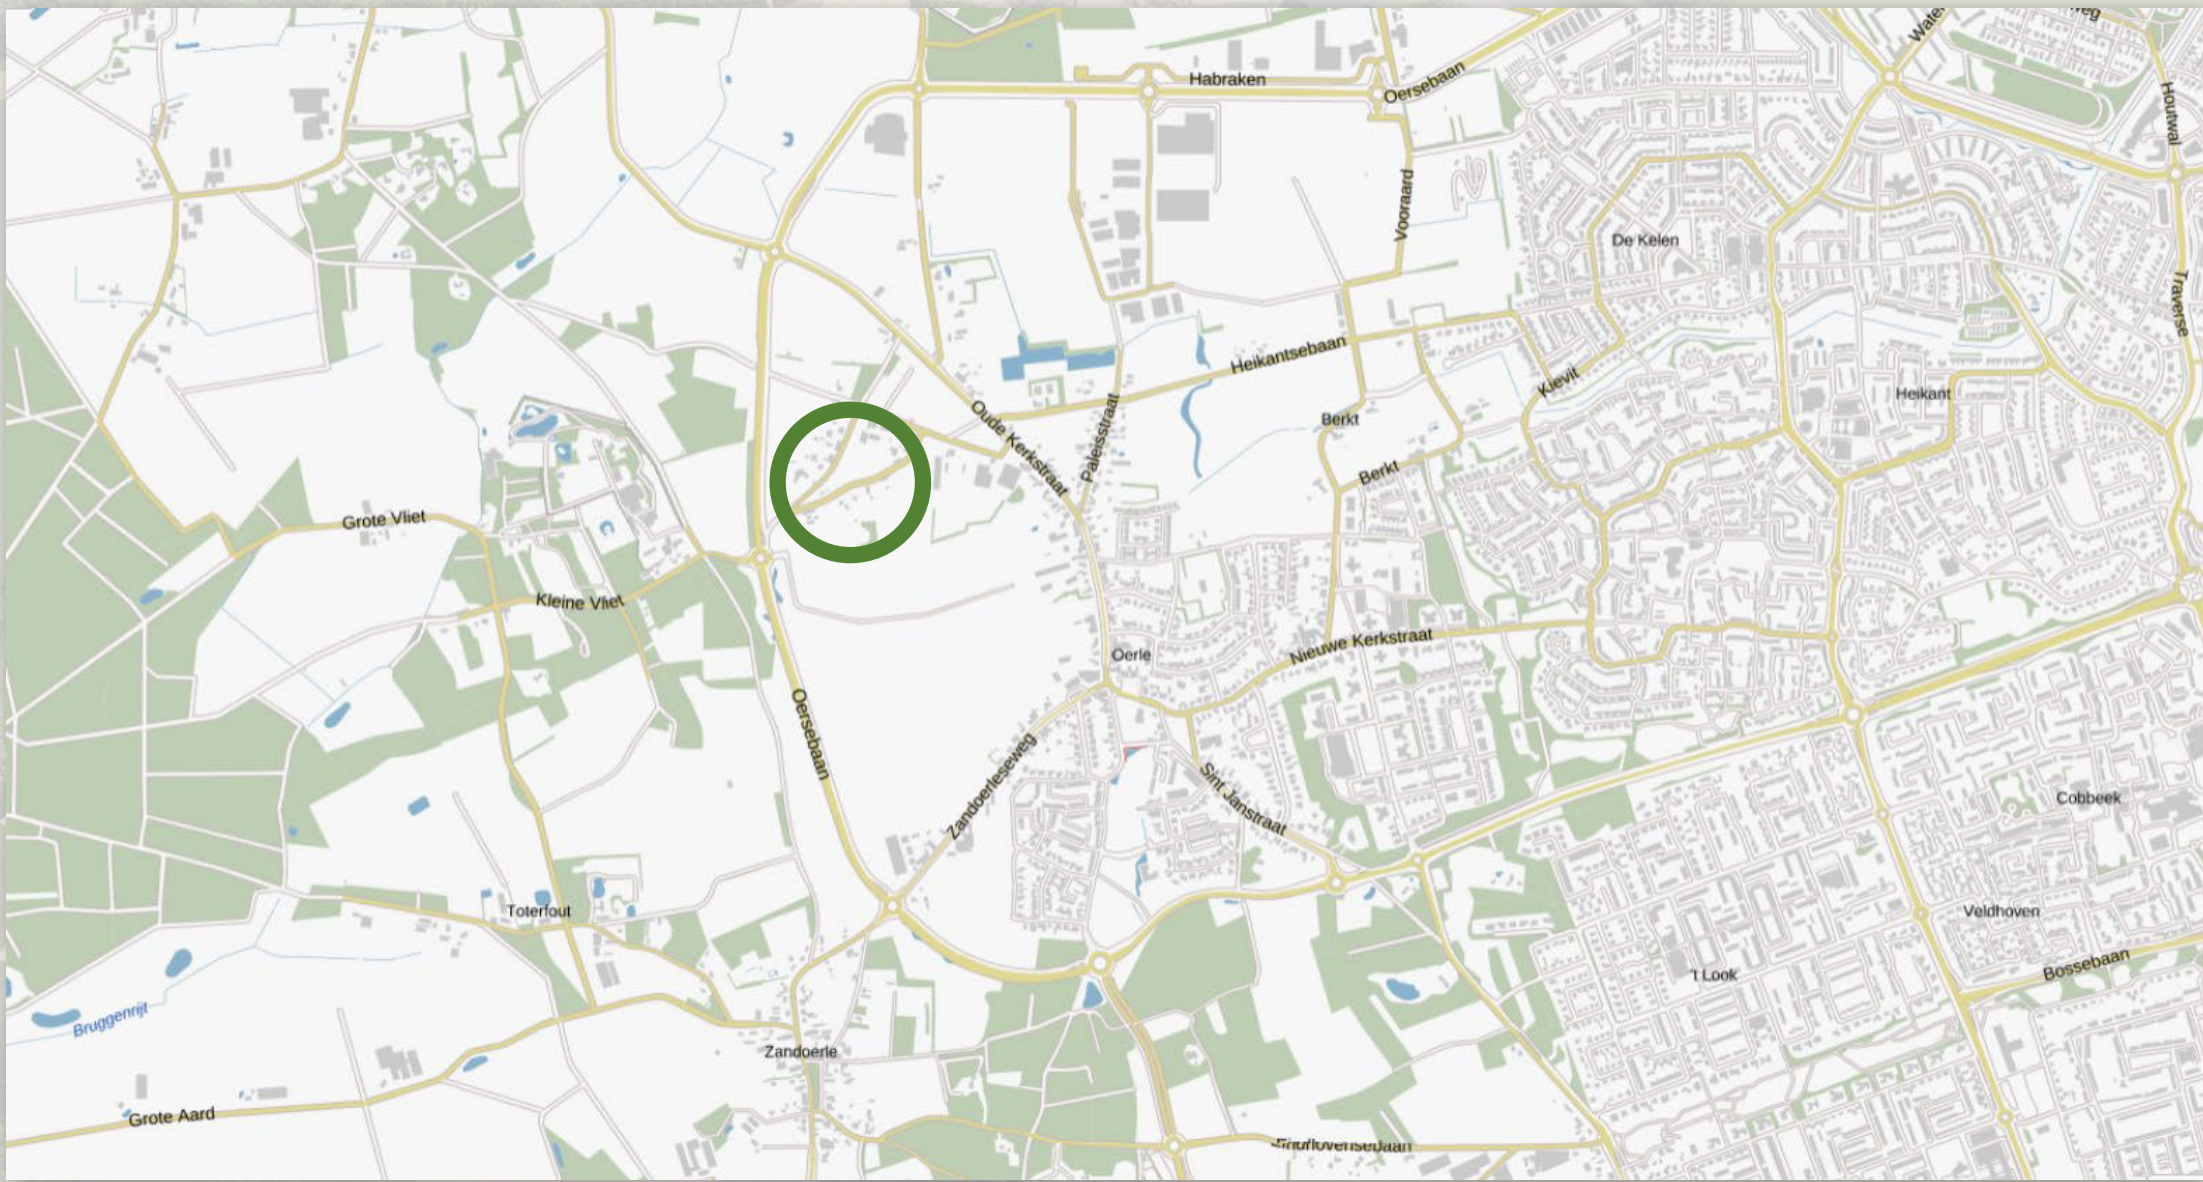 Habraken
Oersebaan
Houtwal
Vooraard
De Kelen
Traverse
Heikantsebaan
Kievit
Heikant
Oude Kerkstraat
Paleisstraat
Berkt
Berkt
Grote Vliet
Kleine Vliet
Oerle
Nieuwe Kerkstraat
Oersebaan
Zandoerleseweg
Sint Janstraat
Cobbeek
Toterfout
Veldhoven
't Look
Bossebaan
Bruggenrijt
Zandoerle
Grote Aard